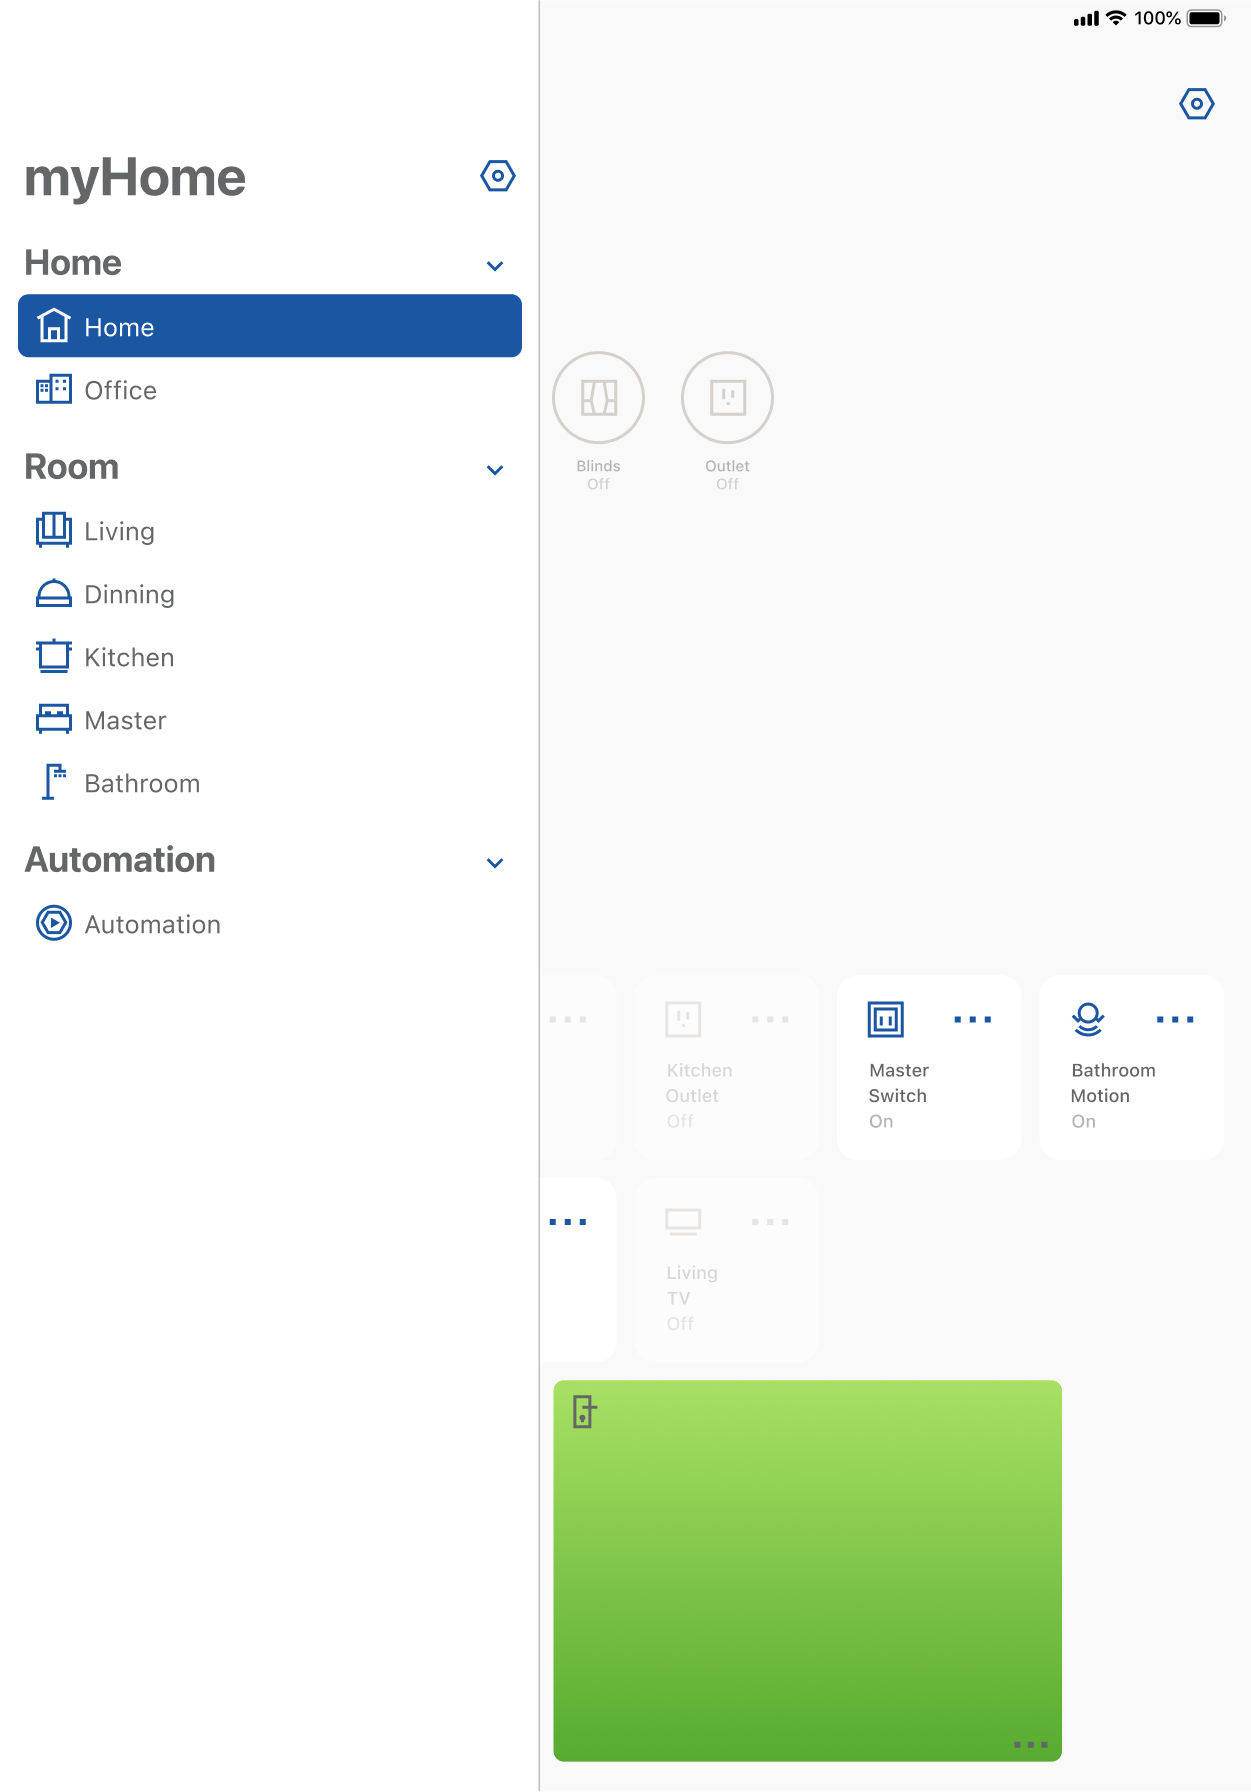 100%
myHome
Home
Home
Office
Room
Living
Dinning
Kitchen
Master
Bathroom
Automation
Automation
Blinds
Off
Outlet
Off
Kitchen
Outlet
Off
Master
Switch
On
Bathroom
Motion
On
Living
TV
Off